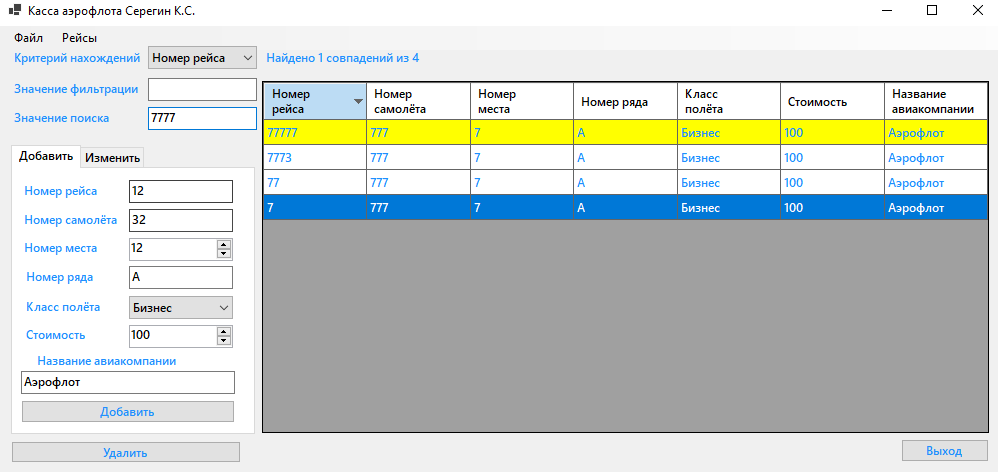 Касса аэрофлота Серегин К.С.
Файл Рейсы
Критерий нахождений Номер рейса Найдено 1 совпадений из 4
Значение фильтрации
Значение поиска 7777
Добавить Изменить
Номер рейса 12
Номер самолёта 32
Номер места 12
Номер ряда А
Класс полёта Бизнес
Стоимость 100
Название авиакомпании
Аэрофлот
Добавить
Удалить
Номер рейса Номер самолёта Номер места Номер ряда Класс полёта Стоимость Название авиакомпании
77777 777 7 А Бизнес 100 Аэрофлот
7773 777 7 А Бизнес 100 Аэрофлот
77 777 7 А Бизнес 100 Аэрофлот
7 777 7 А Бизнес 100 Аэрофлот
Выход